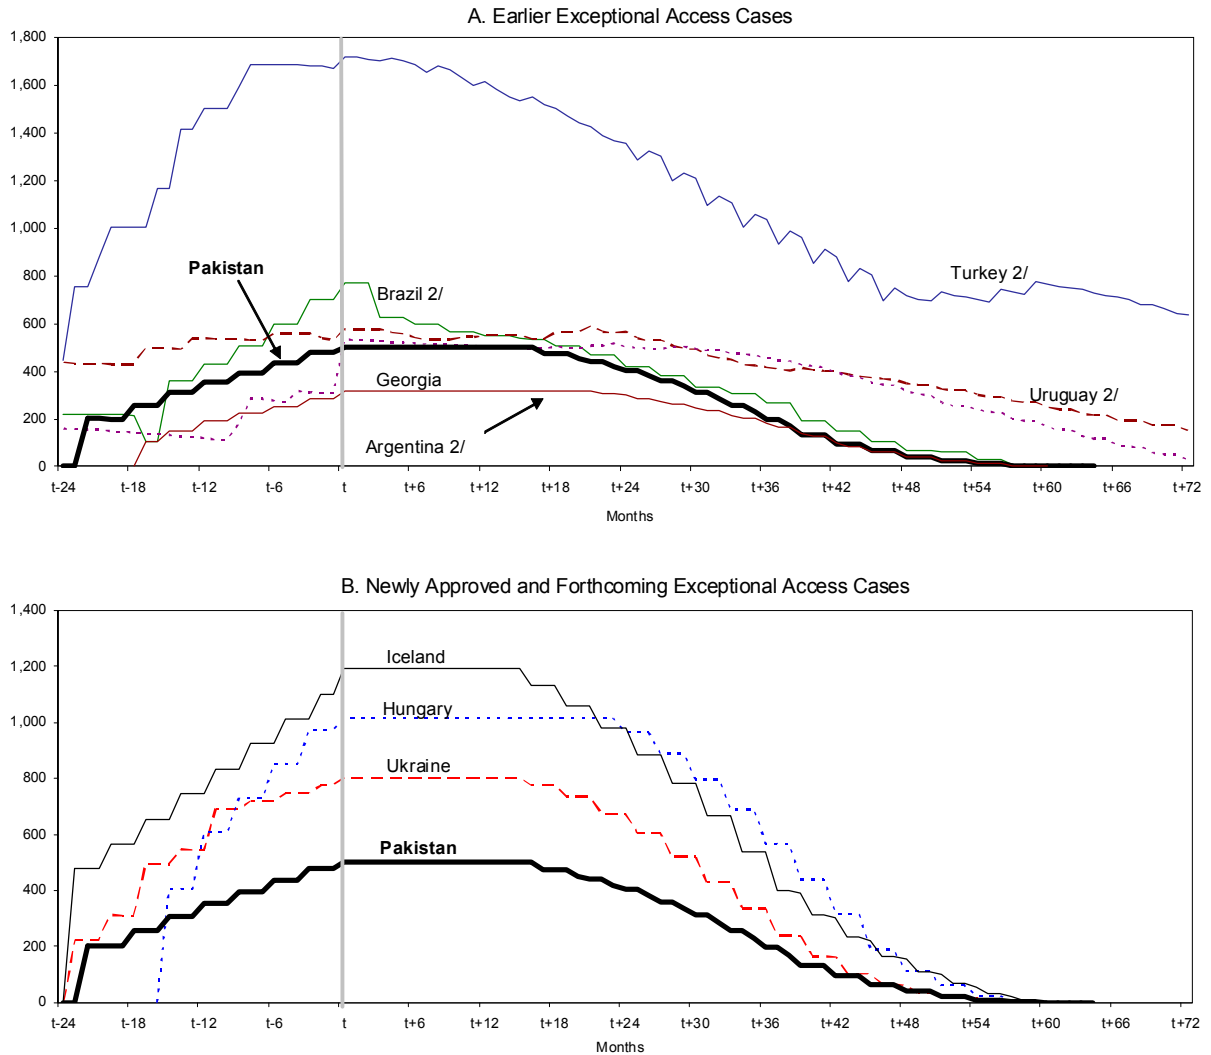 A. Earlier Exceptional Access Cases
1,800
1,600
1,400
1,200
1,000
800
600
400
200
0
Pakistan
Brazil 2/
Turkey 2/
Georgia
Argentina 2/
Uruguay 2/
t-24 t-18 t-12 t-6 t t+6 t+12 t+18 t+24 t+30 t+36 t+42 t+48 t+54 t+60 t+66 t+72
Months
B. Newly Approved and Forthcoming Exceptional Access Cases
1,400
1,200
1,000
800
600
400
200
0
Iceland
Hungary
Ukraine
Pakistan
t-24 t-18 t-12 t-6 t t+6 t+12 t+18 t+24 t+30 t+36 t+42 t+48 t+54 t+60 t+66 t+72
Months